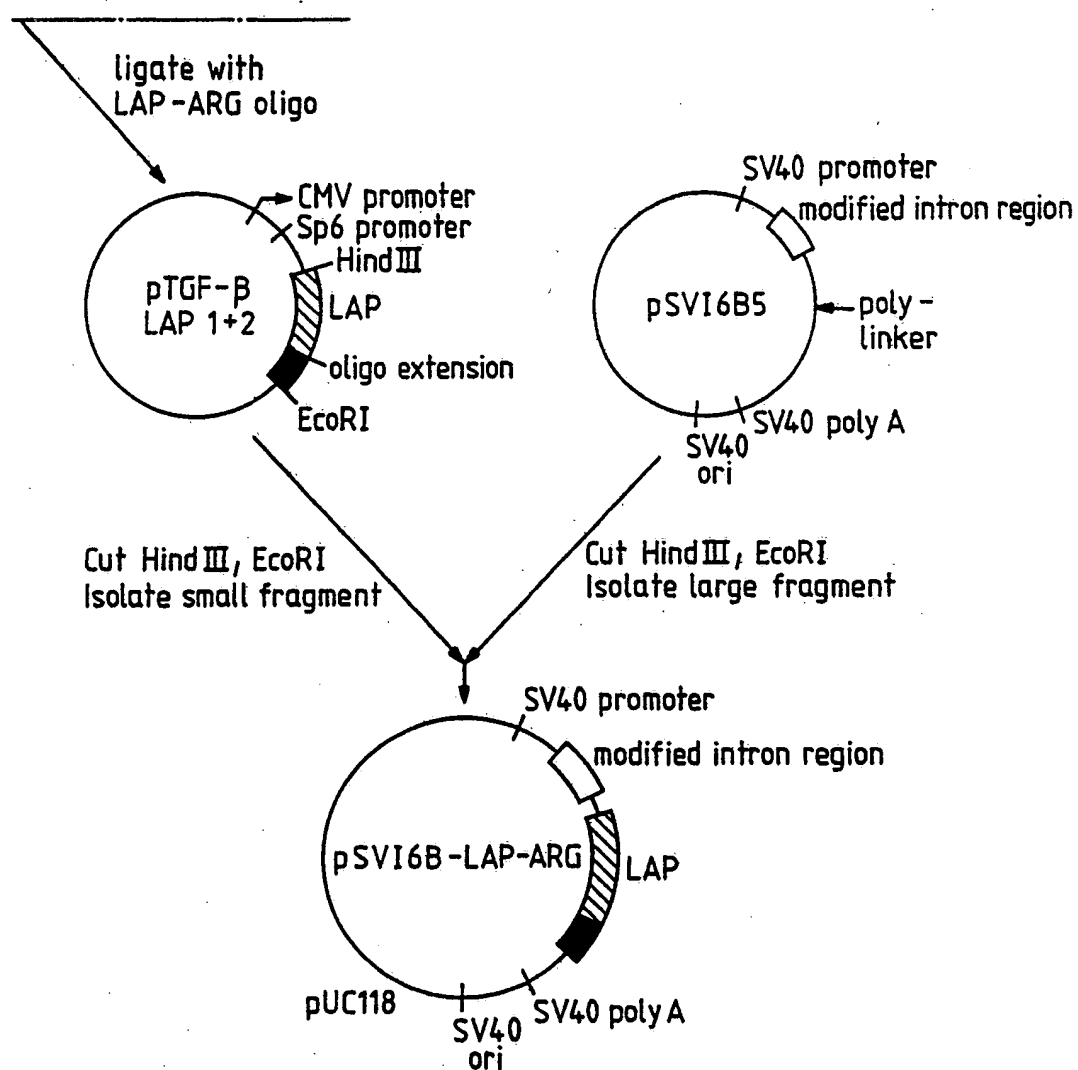 ligate with
LAP-ARG oligo
CMV promoter
Sp6 promoter
HindIII
pTGF-β
LAP 1+2
LAP
oligo extension
EcoRI
SV40 promoter
modified intron region
pSVI6B5
poly-
linker
SV40 poly A
SV40
ori
Cut HindIII, EcoRI
Isolate small fragment
Cut HindIII, EcoRI
Isolate large fragment
SV40 promoter
modified intron region
pSVI6B-LAP-ARG
LAP
pUC118
SV40 poly A
SV40
ori